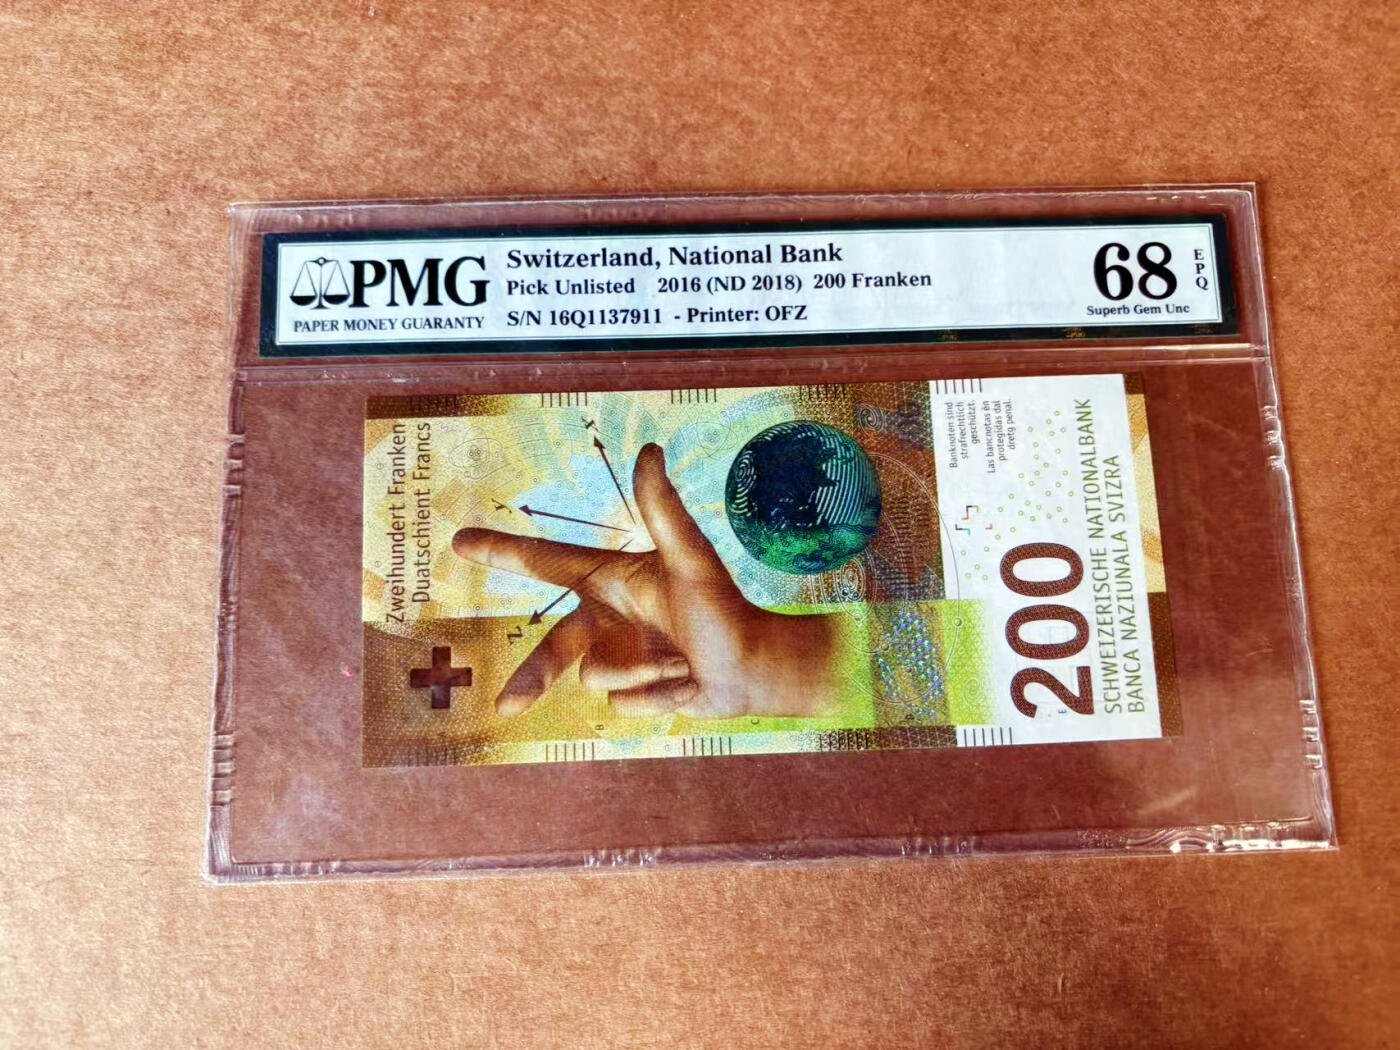 PMG
PAPER MONEY GUARANTY
Switzerland, National Bank
Pick Unlisted 2016 (ND 2018) 200 Franken
S/N 16Q1137911 - Printer: OFZ
68
EPQ
Superb Gem Unc
Zweihundert Franken
Duatschient Francs
x
y
z
Banknoten sind
strafrechtlich
geschützt.
Las bancnotas èn
protegidas dal
dretg penal.
200
SCHWEIZERISCHE NATIONALBANK
BANCA NAZIUNALA SVIZRA